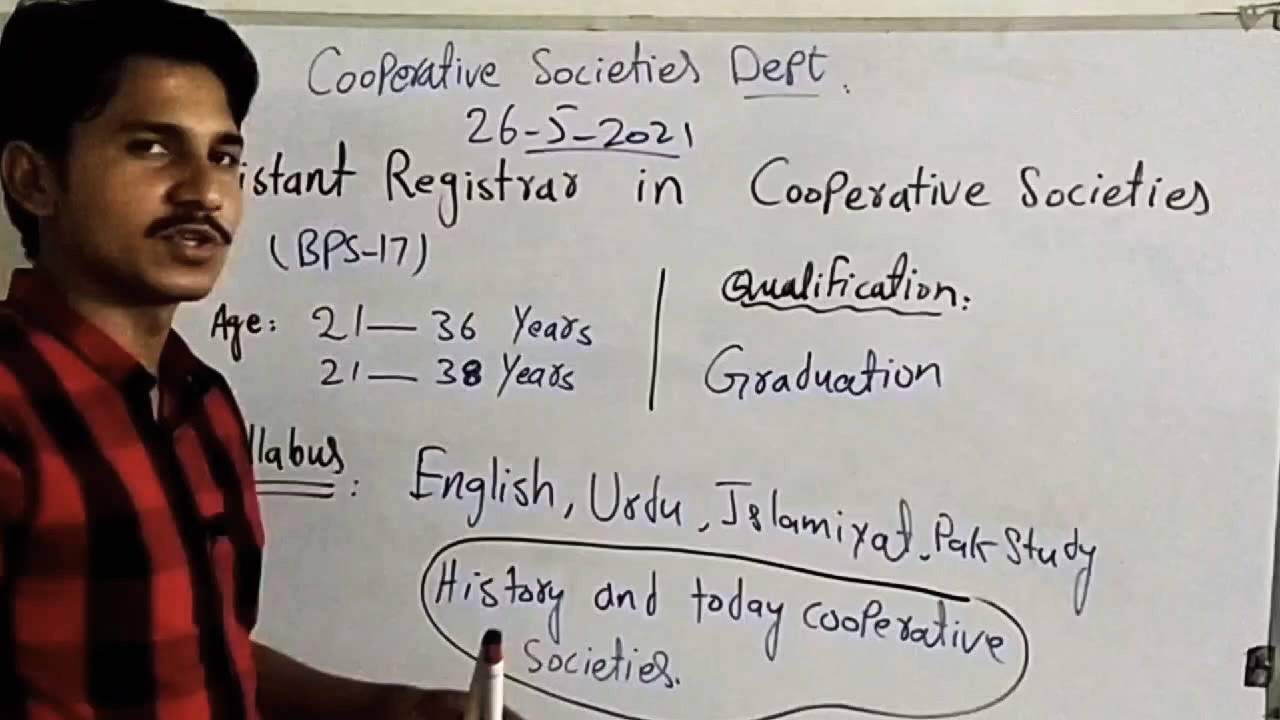 Cooperative Societies Dept.
26-5-2021
istant Registrar in Cooperative Societies
(BPS-17)
Age: 21 — 36 Years
21 — 38 Years
Qualification:
Graduation
llabus: English, Urdu, Islamiyat, Pak Study
History and today cooperative
societies.